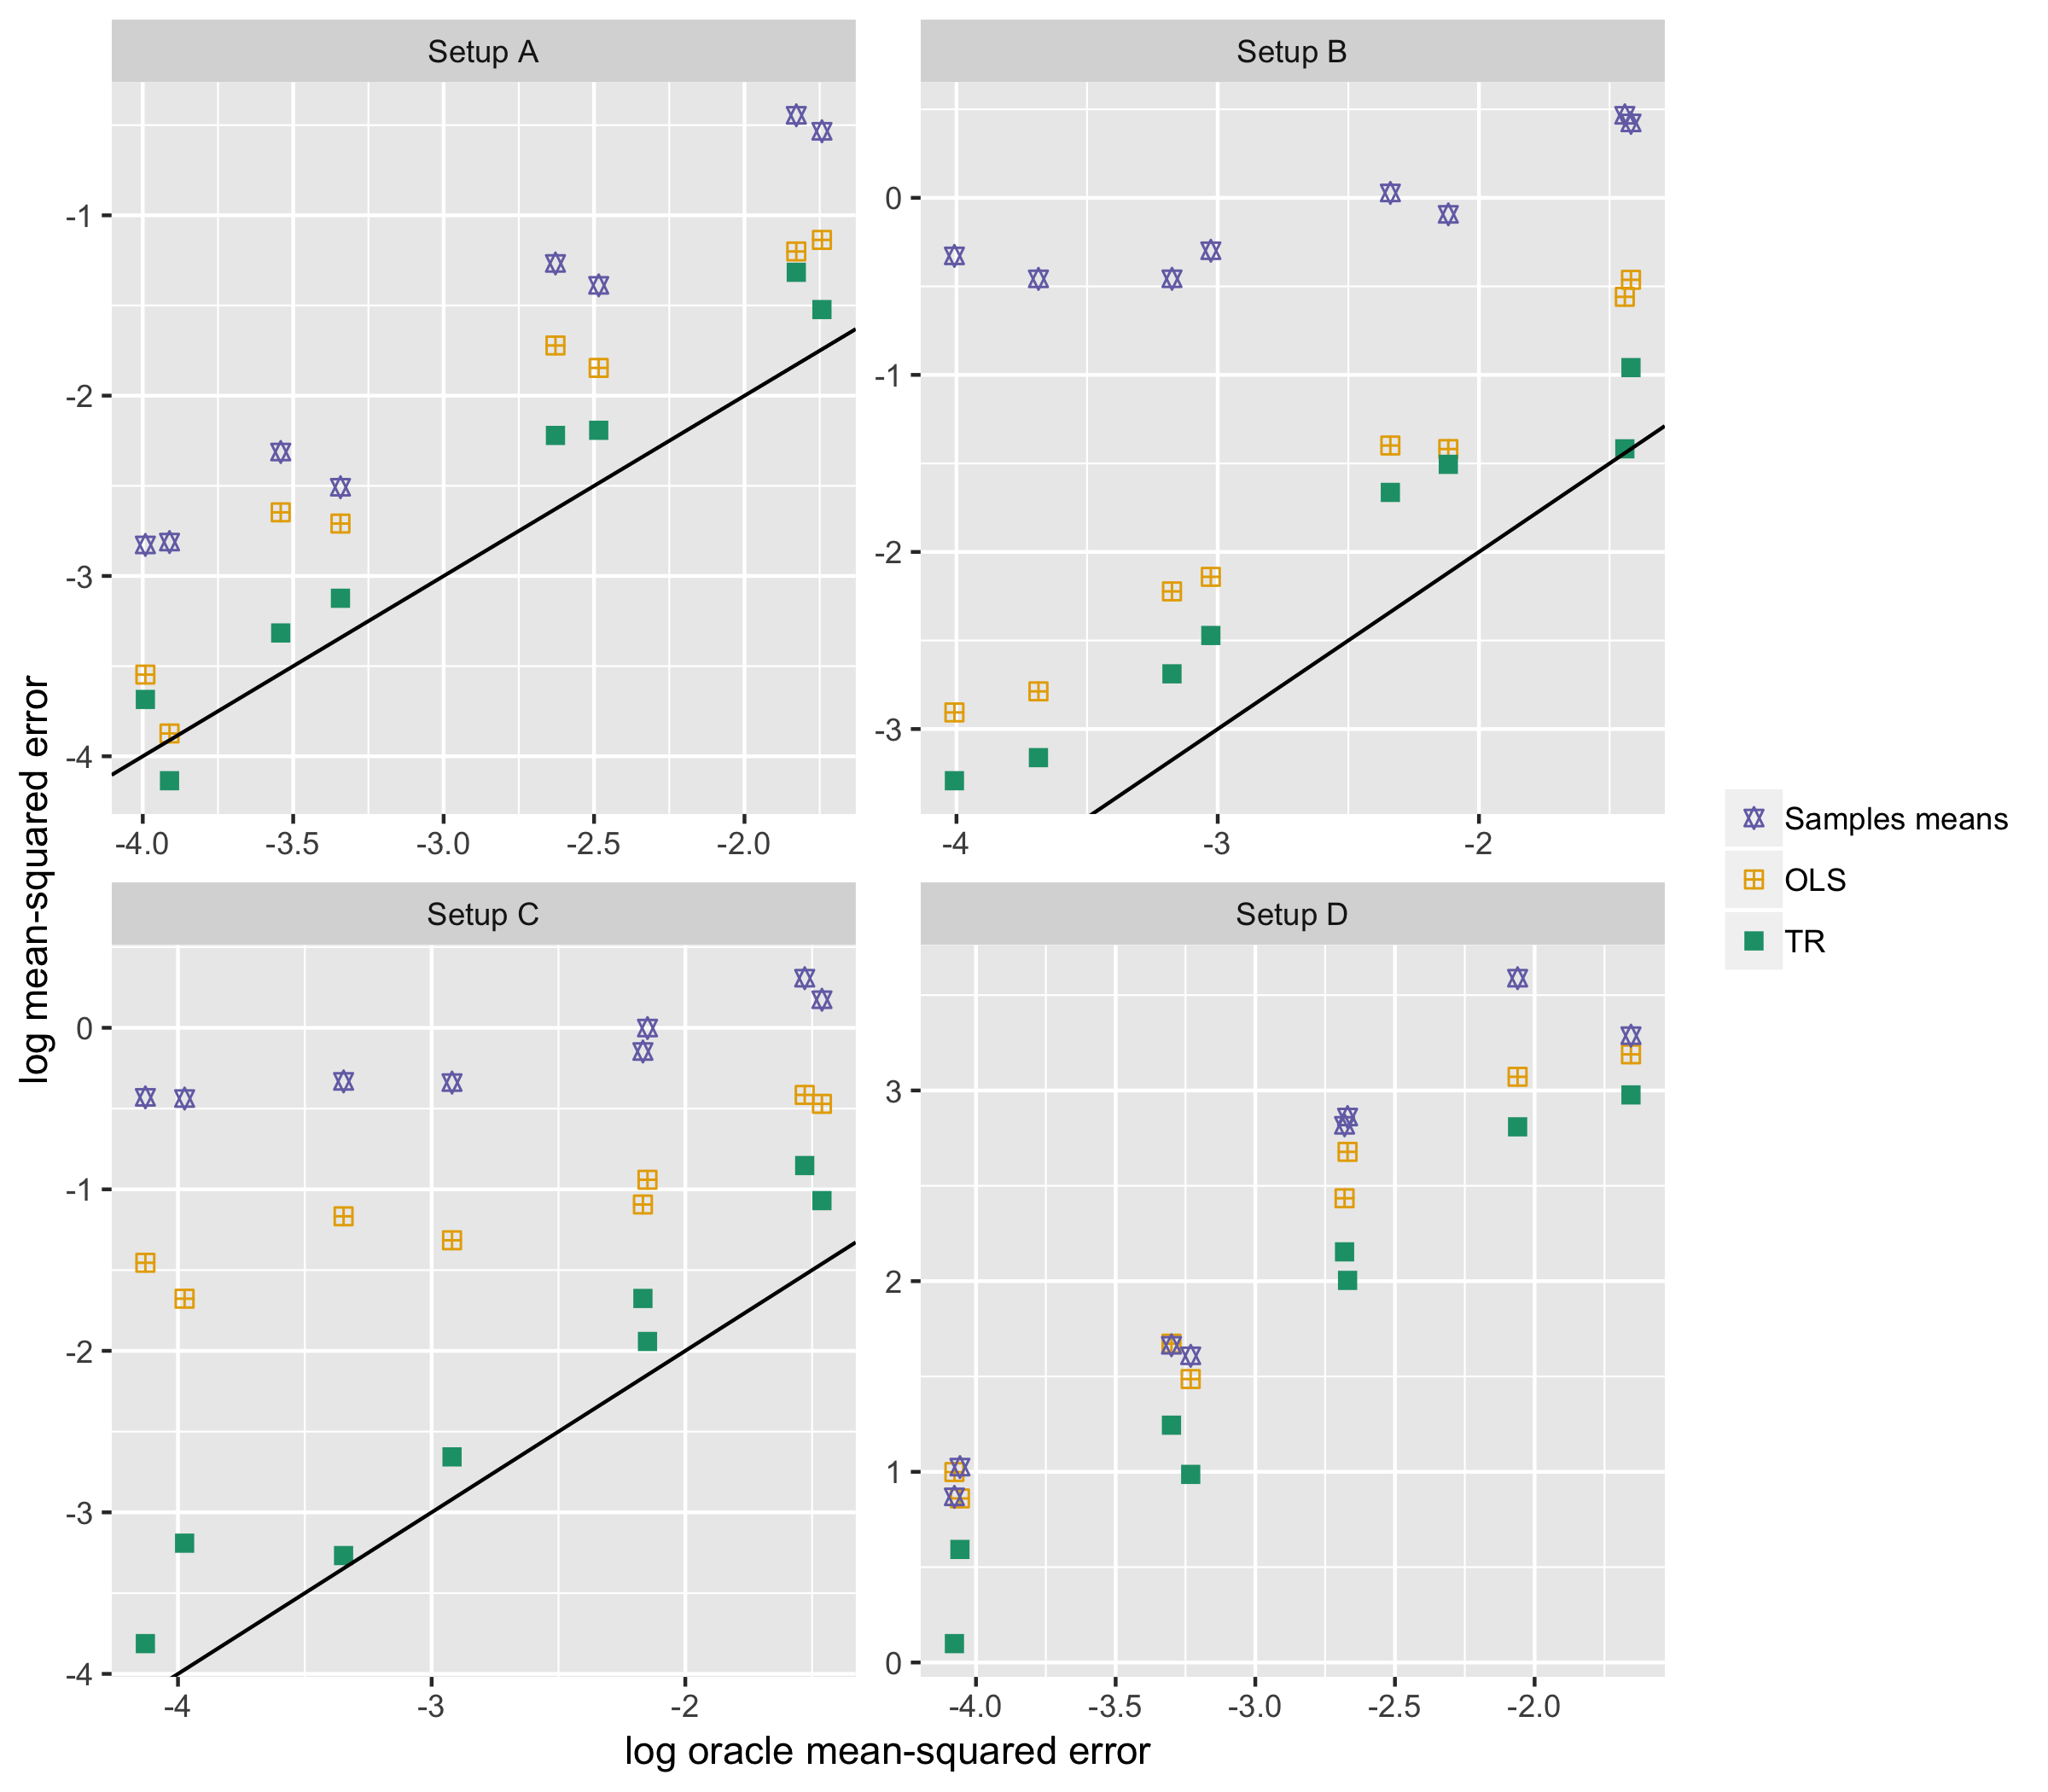 Setup A
Setup B
-1
-2
-3
-4
0
-1
-2
-3
-4.0 -3.5 -3.0 -2.5 -2.0
-4 -3 -2
Setup C
Setup D
0
-1
-2
-3
-4
3
2
1
0
-4 -3 -2
-4.0 -3.5 -3.0 -2.5 -2.0
log mean-squared error
log oracle mean-squared error
Samples means
OLS
TR